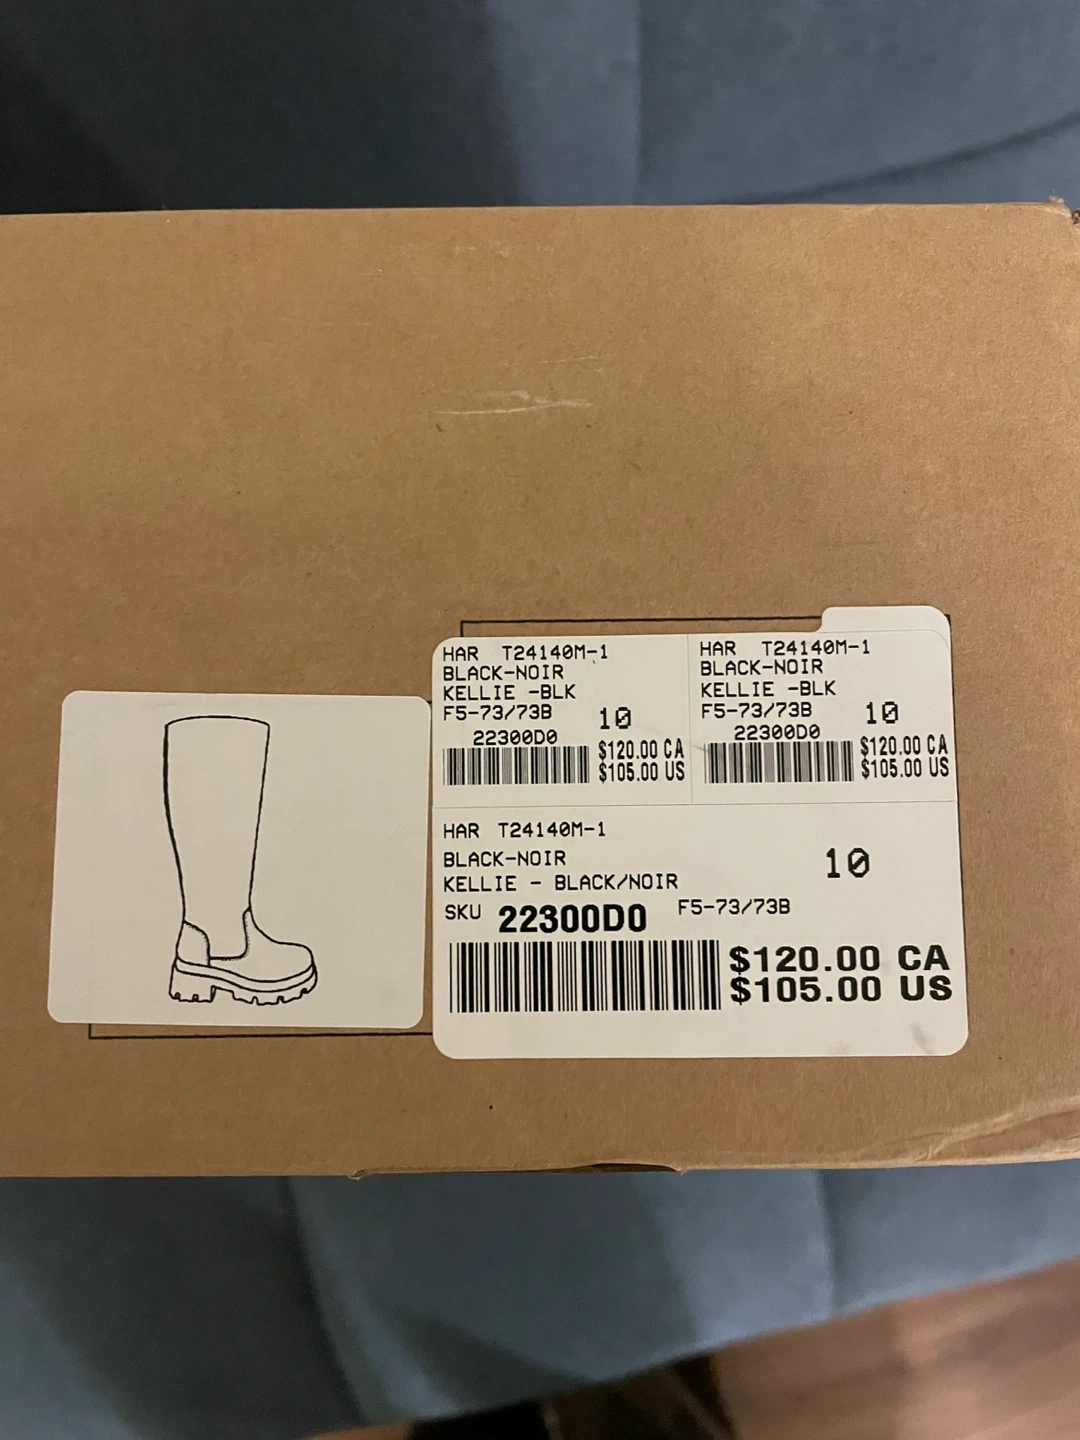 HAR T24140M-1
BLACK-NOIR
KELLIE -BLK
F5-73/73B 10
22300D0
$120.00 CA
$105.00 US
HAR T24140M-1
BLACK-NOIR
KELLIE -BLK
F5-73/73B 10
22300D0
$120.00 CA
$105.00 US
HAR T24140M-1
BLACK-NOIR 10
KELLIE - BLACK/NOIR
SKU 22300D0 F5-73/73B
$120.00 CA
$105.00 US